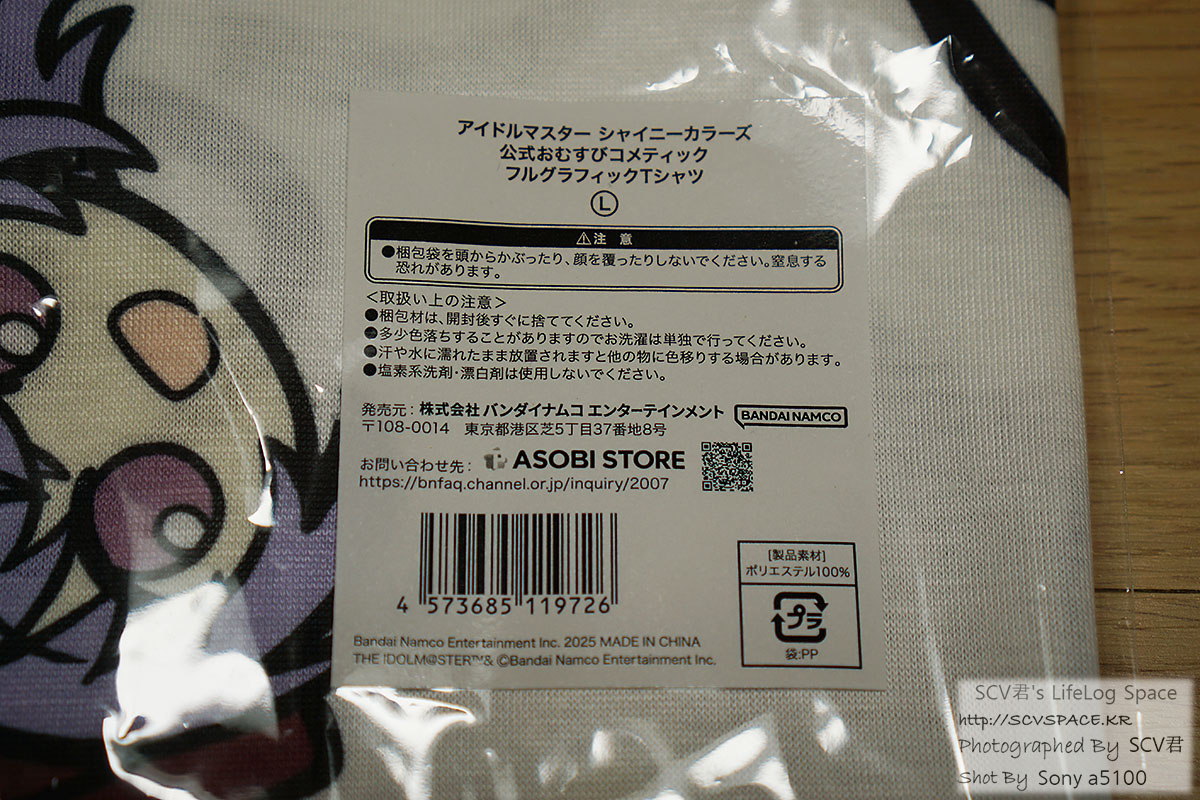 アイドルマスター シャイニーカラーズ
公式おむすびコメティック
フルグラフィックTシャツ
Ⓛ
⚠注 意
●梱包袋を頭からかぶったり、顔を覆ったりしないでください。窒息する
恐れがあります。
＜取扱い上の注意＞
●梱包材は、開封後すぐに捨ててください。
●多少色落ちすることがありますのでお洗濯は単独で行ってください。
●汗や水に濡れたまま放置されますと他の物に色移りする場合があります。
●塩素系洗剤・漂白剤は使用しないでください。
発売元：株式会社 バンダイナムコ エンターテインメント
BANDAI NAMCO
〒108-0014 東京都港区芝5丁目37番地8号
お問い合わせ先： ASOBI STORE
https://bnfaq.channel.or.jp/inquiry/2007
4 573685 119726
[製品素材]
ポリエステル100%
プラ
袋:PP
Bandai Namco Entertainment Inc. 2025 MADE IN CHINA
THE IDOLM@STER™& ©Bandai Namco Entertainment Inc.
SCV君's LifeLog Space
http://SCVSPACE.KR
Photographed By SCV君
Shot By Sony a5100